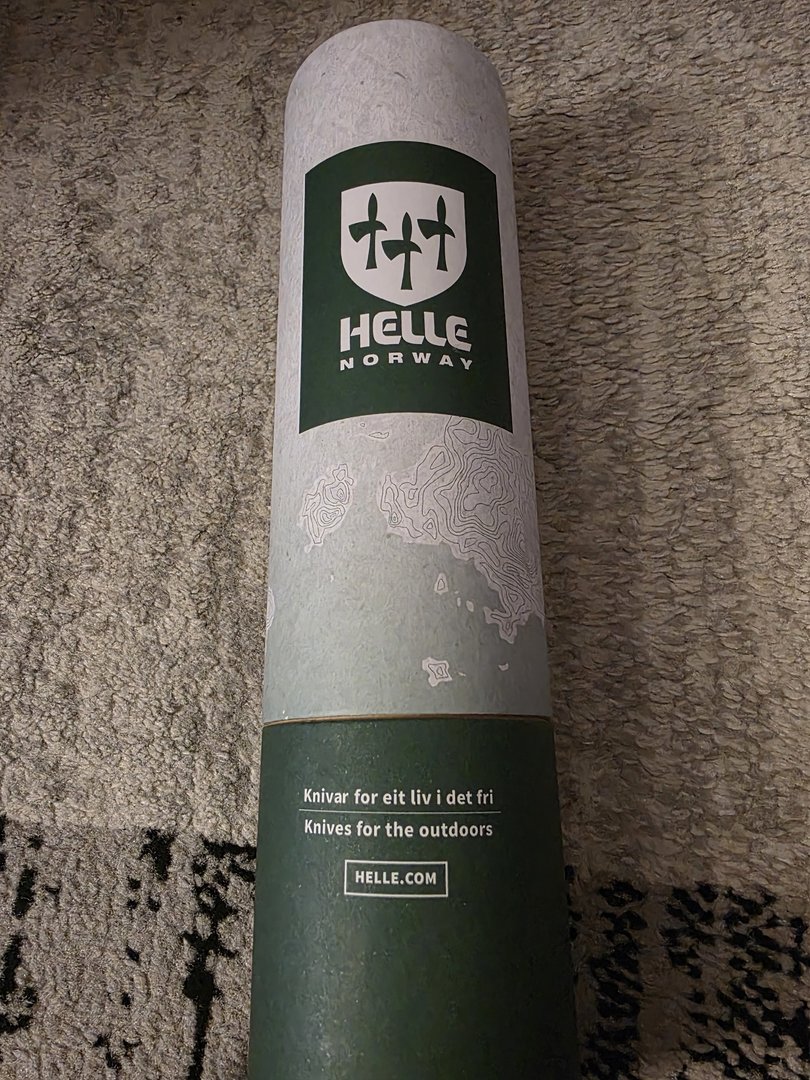 HELLE
NORWAY
Knivar for eit liv i det fri
Knives for the outdoors
HELLE.COM